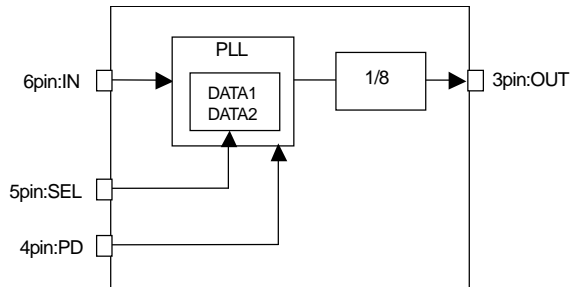 PLL
6pin:IN
DATA1
DATA2
1/8
3pin:OUT
5pin:SEL
4pin:PD